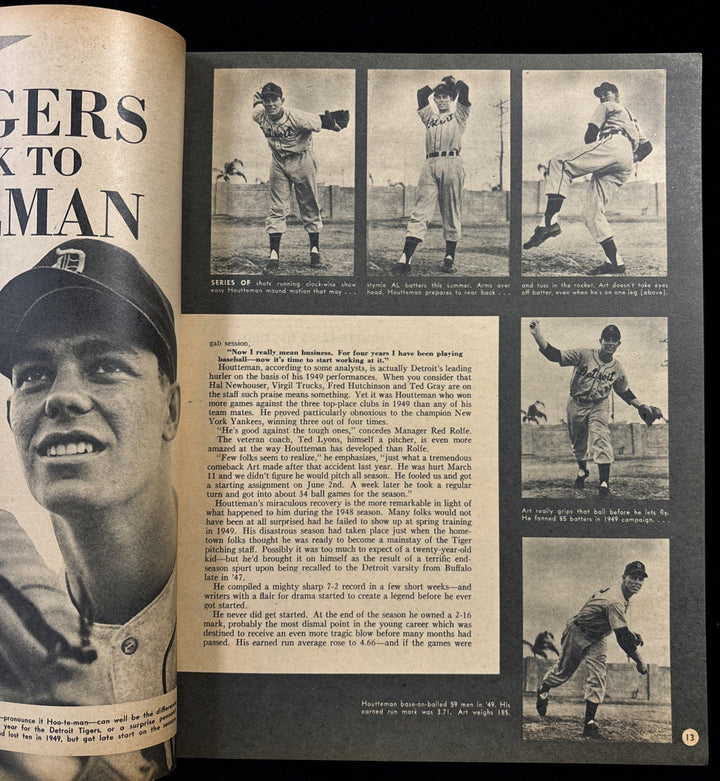 GERS
K TO
MAN
D
—pronounce it Hoo-to-man—can well be the differen
year for the Detroit Tigers, or a surprise penna
d lost ten in 1949, but got late start on the season
SERIES OF shots running clock-wise show
easy Houtteman mound motion that may . . .
stymie AL batters this summer. Arms over
head, Houtteman prepares to rear back . . .
and tuss in the rocket. Art doesn't take eyes
off batter, even when he's on one leg (above).
gab session,
"Now I really mean business. For four years I have been playing
baseball—now it's time to start working at it."
Houtteman, according to some analysts, is actually Detroit's leading
hurler on the basis of his 1949 performances. When you consider that
Hal Newhouser, Virgil Trucks, Fred Hutchinson and Ted Gray are on
the staff such praise means something. Yet it was Houtteman who won
more games against the three top-place clubs in 1949 than any of his
team mates. He proved particularly obnoxious to the champion New
York Yankees, winning three out of four times.
"He's good against the tough ones," concedes Manager Red Rolfe.
The veteran coach, Ted Lyons, himself a pitcher, is even more
amazed at the way Houtteman has developed than Rolfe.
"Few folks seem to realize," he emphasizes, "just what a tremendous
comeback Art made after that accident last year. He was hurt March
11 and we didn't figure he would pitch all season. He fooled us and got
a starting assignment on June 2nd. A week later he took a regular
turn and got into about 34 ball games for the season."
Houtteman's miraculous recovery is the more remarkable in light of
what happened to him during the 1948 season. Many folks would not
have been at all surprised had he failed to show up at spring training
in 1949. His disastrous season had taken place just when the home-
town folks thought he was ready to become a mainstay of the Tiger
pitching staff. Possibly it was too much to expect of a twenty-year-old
kid—but he'd brought it on himself as the result of a terrific end-
season spurt upon being recalled to the Detroit varsity from Buffalo
late in '47.
He compiled a mighty sharp 7-2 record in a few short weeks—and
writers with a flair for drama started to create a legend before he ever
got started.
He never did get started. At the end of the season he owned a 2-16
mark, probably the most dismal point in the young career which was
destined to receive an even more tragic blow before many months had
passed. His earned run average rose to 4.66—and if the games were
Art really grips that ball before he lets fly.
He fanned 85 batters in 1949 campaign. . . .
Houtteman base-on-balled 59 men in '49. His
earned run mark was 3.71. Art weighs 185.
13